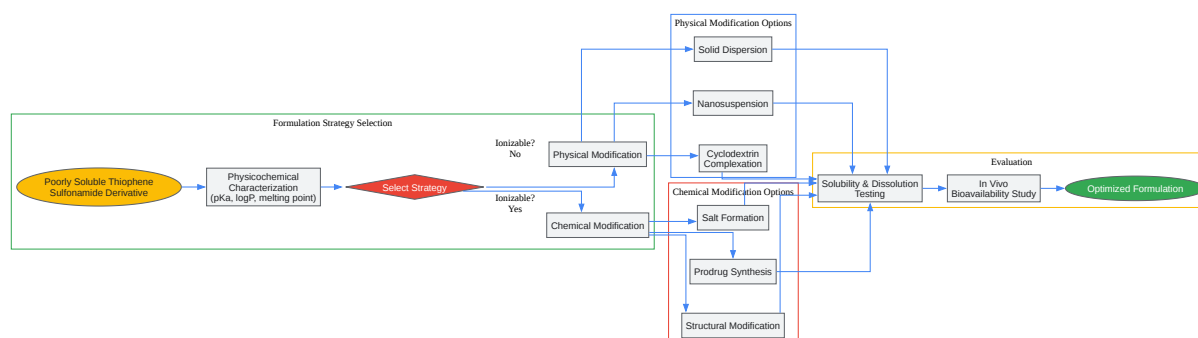 Physical Modification Options
Solid Dispersion
Nanosuspension
Cyclodextrin
Complexation
Formulation Strategy Selection
Ionizable?
No
Physical Modification
Poorly Soluble Thiophene
Sulfonamide Derivative
Physicochemical
Characterization
(pKa, logP, melting point)
Select Strategy
Ionizable?
Yes
Chemical Modification
Chemical Modification Options
Salt Formation
Prodrug Synthesis
Structural Modification
Evaluation
Solubility & Dissolution
Testing
In Vivo
Bioavailability Study
Optimized Formulation